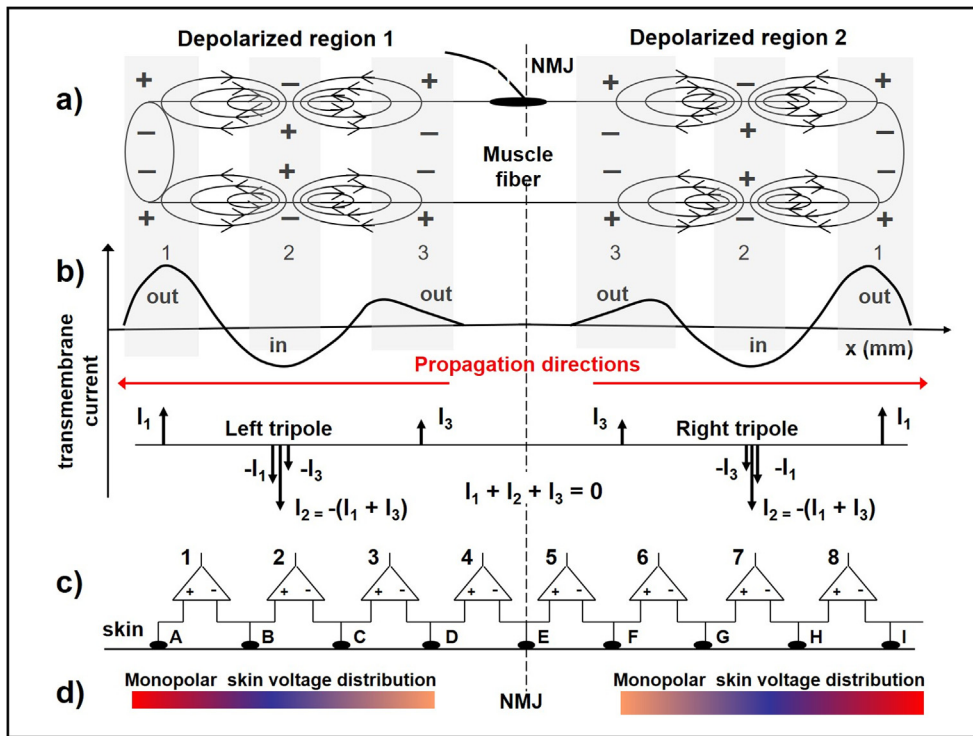 Depolarized region 1
Depolarized region 2
NMJ
a)
+ − + + − +
− + − − + −
Muscle
fiber
− + − − + −
+ − + + − +
1 2 3 3 2 1
b)
out in out out in out
x (mm)
Propagation directions
transmembrane
current
I1 I3 I3 I1
Left tripole
Right tripole
-I1 -I3 -I3 -I1
I1 + I2 + I3 = 0
I2 = -(I1 + I3)
I2 = -(I1 + I3)
c)
1 2 3 4 5 6 7 8
+ - + - + - + - + - + - + - + -
skin
A B C D E F G H I
d)
Monopolar skin voltage distribution
NMJ
Monopolar skin voltage distribution